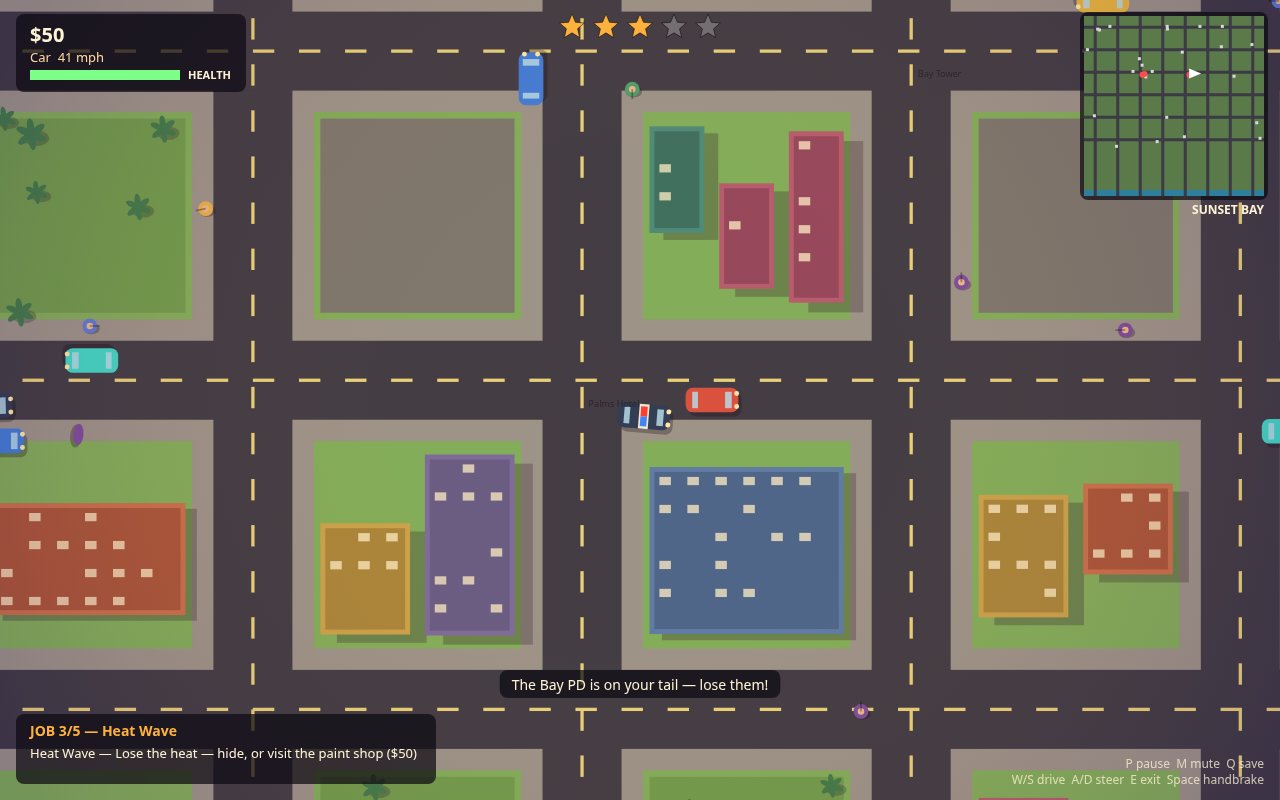 $50
Car 41 mph
HEALTH
Bay Tower
SUNSET BAY
Palms Hotel
The Bay PD is on your tail — lose them!
JOB 3/5 — Heat Wave
Heat Wave — Lose the heat — hide, or visit the paint shop ($50)
P pause M mute Q save
W/S drive A/D steer E exit Space handbrake